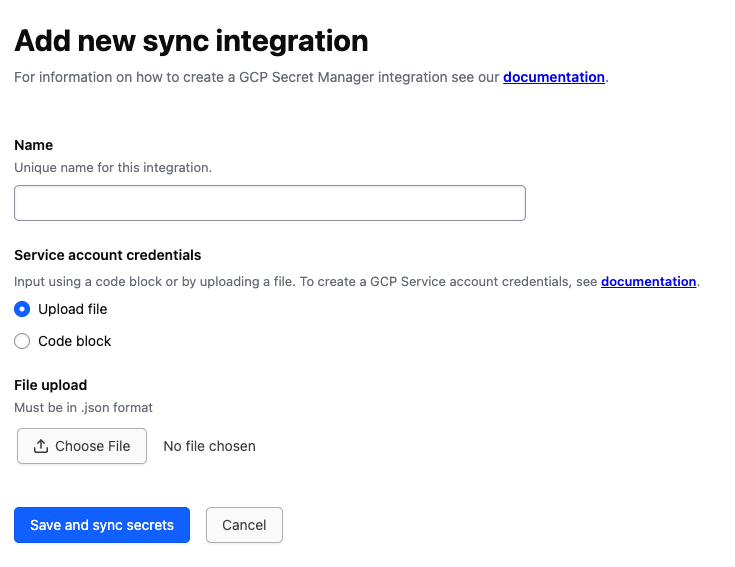 Add new sync integration
For information on how to create a GCP Secret Manager integration see our documentation.
Name
Unique name for this integration.
Service account credentials
Input using a code block or by uploading a file. To create a GCP Service account credentials, see documentation.
Upload file
Code block
File upload
Must be in .json format
Choose File No file chosen
Save and sync secrets Cancel